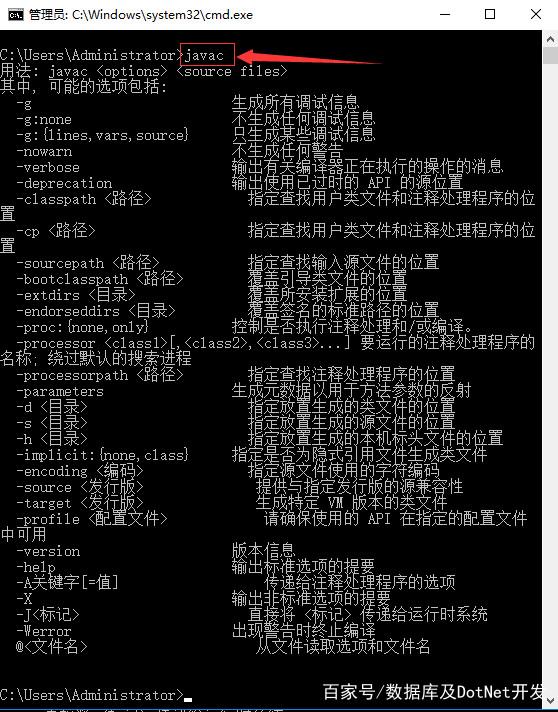 管理员: C:\Windows\system32\cmd.exe
C:\Users\Administrator>javac
用法: javac <options> <source files>
其中, 可能的选项包括:
-g 生成所有调试信息
-g:none 不生成任何调试信息
-g:{lines,vars,source} 只生成某些调试信息
-nowarn 不生成任何警告
-verbose 输出有关编译器正在执行的操作的消息
-deprecation 输出使用已过时的 API 的源位置
-classpath <路径> 指定查找用户类文件和注释处理程序的位
置
-cp <路径> 指定查找用户类文件和注释处理程序的位
置
-sourcepath <路径> 指定查找输入源文件的位置
-bootclasspath <路径> 覆盖引导类文件的位置
-extdirs <目录> 覆盖所安装扩展的位置
-endorseddirs <目录> 覆盖签名的标准路径的位置
-proc:{none,only} 控制是否执行注释处理和/或编译。
-processor <class1>[,<class2>,<class3>...] 要运行的注释处理程序的
名称; 绕过默认的搜索进程
-processorpath <路径> 指定查找注释处理程序的位置
-parameters 生成元数据以用于方法参数的反射
-d <目录> 指定放置生成的类文件的位置
-s <目录> 指定放置生成的源文件的位置
-h <目录> 指定放置生成的本机标头文件的位置
-implicit:{none,class} 指定是否为隐式引用文件生成类文件
-encoding <编码> 指定源文件使用的字符编码
-source <发行版> 提供与指定发行版的源兼容性
-target <发行版> 生成特定 VM 版本的类文件
-profile <配置文件> 请确保使用的 API 在指定的配置文件
中可用
-version 版本信息
-help 输出标准选项的提要
-A关键字[=值] 传递给注释处理程序的选项
-X 输出非标准选项的提要
-J<标记> 直接将 <标记> 传递给运行时系统
-Werror 出现警告时终止编译
@<文件名> 从文件读取选项和文件名
C:\Users\Administrator>_
百家号/数据库及DotNet开发